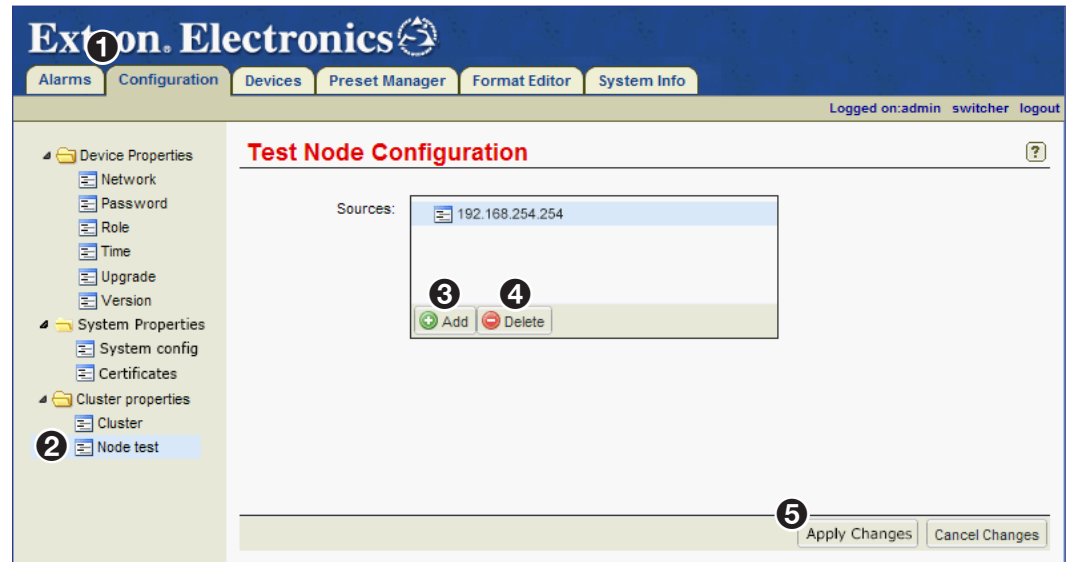 Extron. Electronics
1
Alarms Configuration Devices Preset Manager Format Editor System Info
Logged on:admin switcher logout
Device Properties
Network
Password
Role
Time
Upgrade
Version
System Properties
System config
Certificates
Cluster properties
Cluster
2 Node test
Test Node Configuration ?
Sources: 192.168.254.254
3 4
Add Delete
5
Apply Changes Cancel Changes